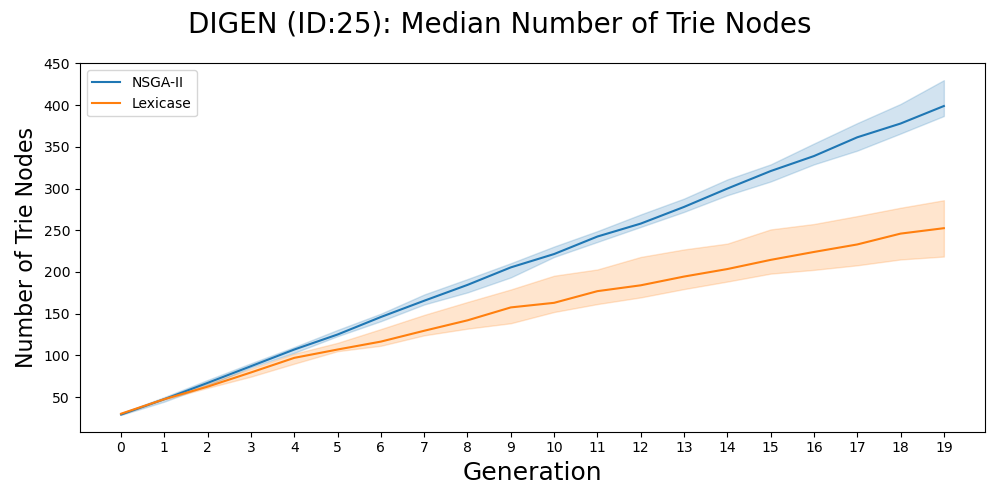 DIGEN (ID:25): Median Number of Trie Nodes
NSGA-II
Lexicase
Number of Trie Nodes
450
400
350
300
250
200
150
100
50
0 1 2 3 4 5 6 7 8 9 10 11 12 13 14 15 16 17 18 19
Generation